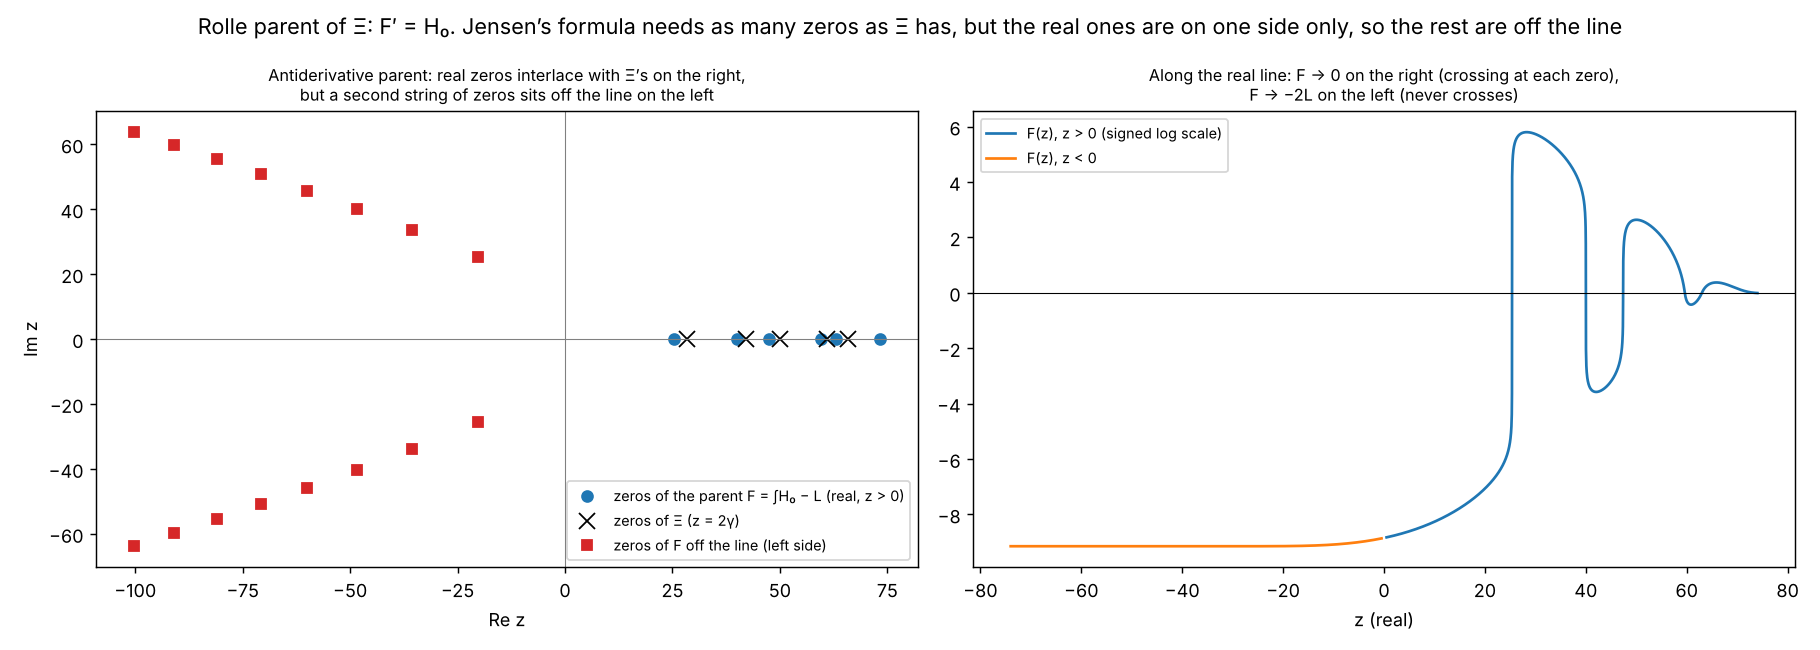 Rolle parent of Ξ: F′ = H₀. Jensen’s formula needs as many zeros as Ξ has, but the real ones are on one side only, so the rest are off the line
Antiderivative parent: real zeros interlace with Ξ’s on the right,
but a second string of zeros sits off the line on the left
60
40
20
0
−20
−40
−60
Im z
−100
−75
−50
−25
0
25
50
75
Re z
zeros of the parent F = ∫H₀ − L (real, z > 0)
zeros of Ξ (z = 2γ)
zeros of F off the line (left side)
Along the real line: F → 0 on the right (crossing at each zero),
F → −2L on the left (never crosses)
F(z), z > 0 (signed log scale)
F(z), z < 0
6
4
2
0
−2
−4
−6
−8
−80
−60
−40
−20
0
20
40
60
80
z (real)